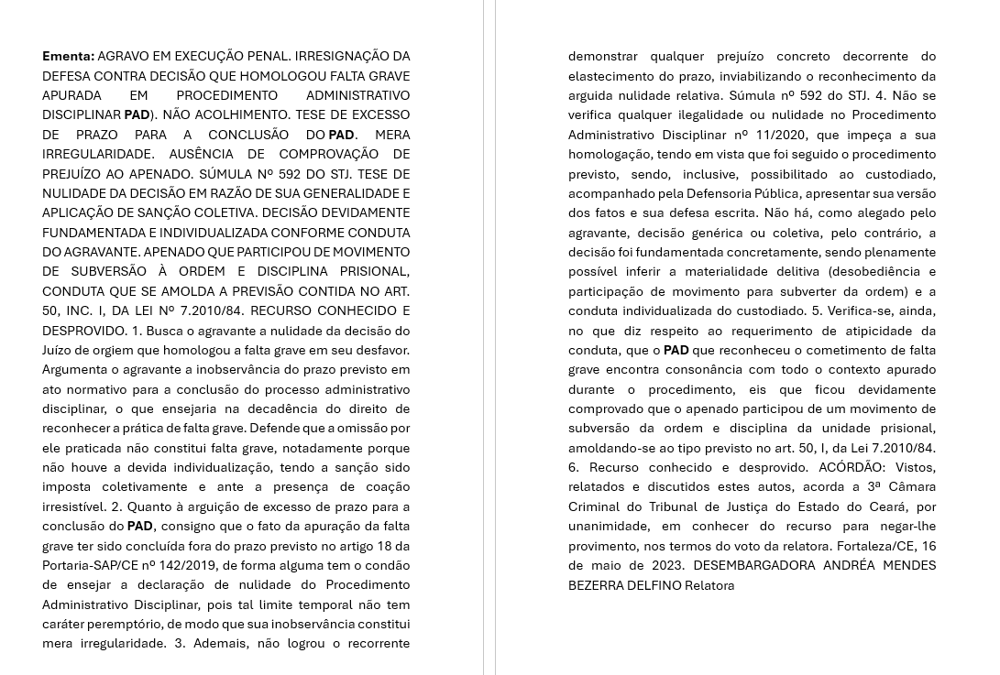 Ementa: AGRAVO EM EXECUÇÃO PENAL. IRRESIGNAÇÃO DA
DEFESA CONTRA DECISÃO QUE HOMOLOGOU FALTA GRAVE
APURADA EM PROCEDIMENTO ADMINISTRATIVO
DISCIPLINAR PAD). NÃO ACOLHIMENTO. TESE DE EXCESSO
DE PRAZO PARA A CONCLUSÃO DO PAD. MERA
IRREGULARIDADE. AUSÊNCIA DE COMPROVAÇÃO DE
PREJUÍZO AO APENADO. SÚMULA Nº 592 DO STJ. TESE DE
NULIDADE DA DECISÃO EM RAZÃO DE SUA GENERALIDADE E
APLICAÇÃO DE SANÇÃO COLETIVA. DECISÃO DEVIDAMENTE
FUNDAMENTADA E INDIVIDUALIZADA CONFORME CONDUTA
DO AGRAVANTE. APENADO QUE PARTICIPOU DE MOVIMENTO
DE SUBVERSÃO À ORDEM E DISCIPLINA PRISIONAL,
CONDUTA QUE SE AMOLDA A PREVISÃO CONTIDA NO ART.
50, INC. I, DA LEI Nº 7.2010/84. RECURSO CONHECIDO E
DESPROVIDO. 1. Busca o agravante a nulidade da decisão do
Juízo de orgiem que homologou a falta grave em seu desfavor.
Argumenta o agravante a inobservância do prazo previsto em
ato normativo para a conclusão do processo administrativo
disciplinar, o que ensejaria na decadência do direito de
reconhecer a prática de falta grave. Defende que a omissão por
ele praticada não constitui falta grave, notadamente porque
não houve a devida individualização, tendo a sanção sido
imposta coletivamente e ante a presença de coação
irresistível. 2. Quanto à arguição de excesso de prazo para a
conclusão do PAD, consigno que o fato da apuração da falta
grave ter sido concluída fora do prazo previsto no artigo 18 da
Portaria-SAP/CE nº 142/2019, de forma alguma tem o condão
de ensejar a declaração de nulidade do Procedimento
Administrativo Disciplinar, pois tal limite temporal não tem
caráter peremptório, de modo que sua inobservância constitui
mera irregularidade. 3. Ademais, não logrou o recorrente
demonstrar qualquer prejuízo concreto decorrente do
elastecimento do prazo, inviabilizando o reconhecimento da
arguida nulidade relativa. Súmula nº 592 do STJ. 4. Não se
verifica qualquer ilegalidade ou nulidade no Procedimento
Administrativo Disciplinar nº 11/2020, que impeça a sua
homologação, tendo em vista que foi seguido o procedimento
previsto, sendo, inclusive, possibilitado ao custodiado,
acompanhado pela Defensoria Pública, apresentar sua versão
dos fatos e sua defesa escrita. Não há, como alegado pelo
agravante, decisão genérica ou coletiva, pelo contrário, a
decisão foi fundamentada concretamente, sendo plenamente
possível inferir a materialidade delitiva (desobediência e
participação de movimento para subverter da ordem) e a
conduta individualizada do custodiado. 5. Verifica-se, ainda,
no que diz respeito ao requerimento de atipicidade da
conduta, que o PAD que reconheceu o cometimento de falta
grave encontra consonância com todo o contexto apurado
durante o procedimento, eis que ficou devidamente
comprovado que o apenado participou de um movimento de
subversão da ordem e disciplina da unidade prisional,
amoldando-se ao tipo previsto no art. 50, I, da Lei 7.2010/84.
6. Recurso conhecido e desprovido. ACÓRDÃO: Vistos,
relatados e discutidos estes autos, acorda a 3ª Câmara
Criminal do Tribunal de Justiça do Estado do Ceará, por
unanimidade, em conhecer do recurso para negar-lhe
provimento, nos termos do voto da relatora. Fortaleza/CE, 16
de maio de 2023. DESEMBARGADORA ANDRÉA MENDES
BEZERRA DELFINO Relatora